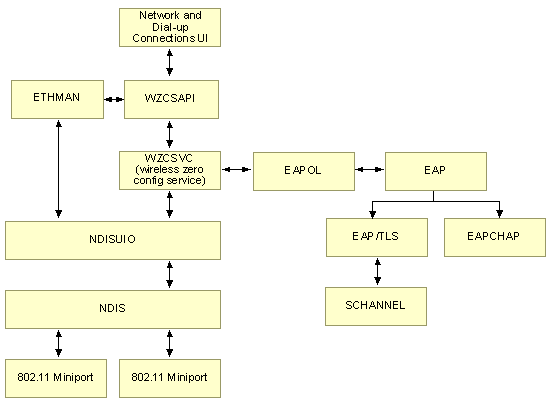 Network and
Dial-up
Connections UI
ETHMAN
WZCSAPI
WZCSVC
(wireless zero
config service)
EAPOL
EAP
NDISUIO
EAP/TLS
EAPCHAP
NDIS
SCHANNEL
802.11 Miniport
802.11 Miniport